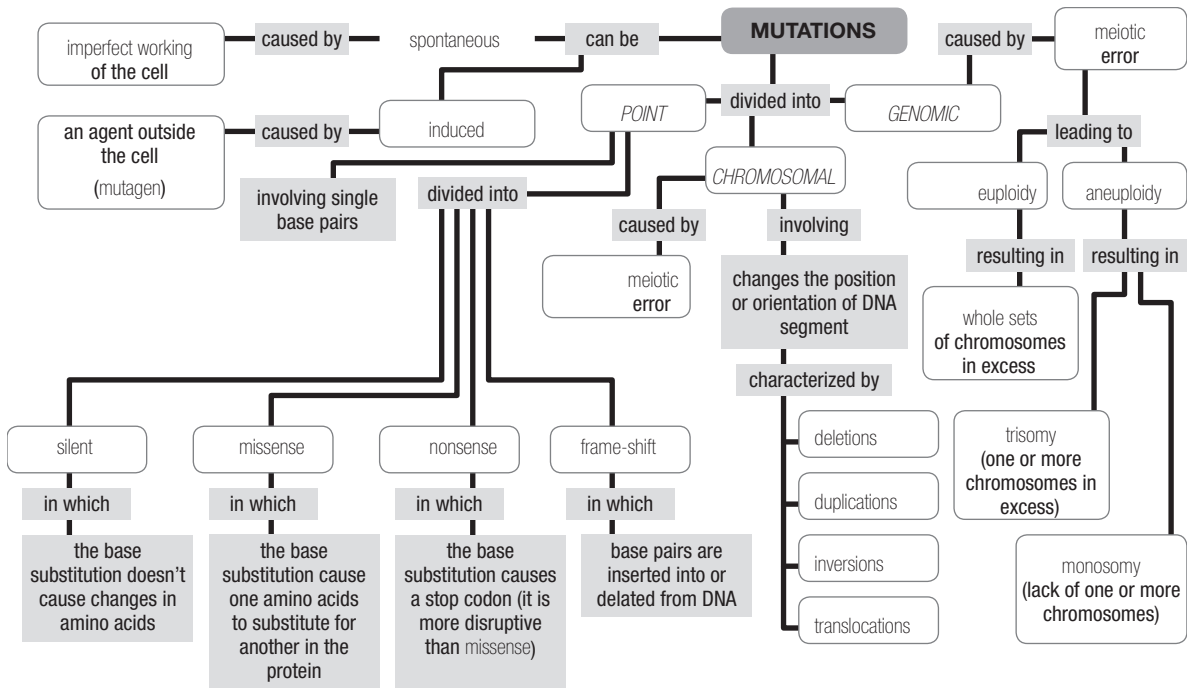 MUTATIONS
can be
spontaneous
caused by
imperfect working
of the cell
induced
caused by
an agent outside
the cell
(mutagen)
divided into
POINT
involving single
base pairs
divided into
silent
in which
the base
substitution doesn't
cause changes in
amino acids
missense
in which
the base
substitution cause
one amino acids
to substitute for
another in the
protein
nonsense
in which
the base
substitution causes
a stop codon (it is
more disruptive
than missense)
frame-shift
in which
base pairs are
inserted into or
delated from DNA
CHROMOSOMAL
caused by
meiotic
error
involving
changes the position
or orientation of DNA
segment
characterized by
deletions
duplications
inversions
translocations
GENOMIC
caused by
meiotic
error
leading to
euploidy
resulting in
whole sets
of chromosomes
in excess
aneuploidy
resulting in
trisomy
(one or more
chromosomes in
excess)
monosomy
(lack of one or more
chromosomes)